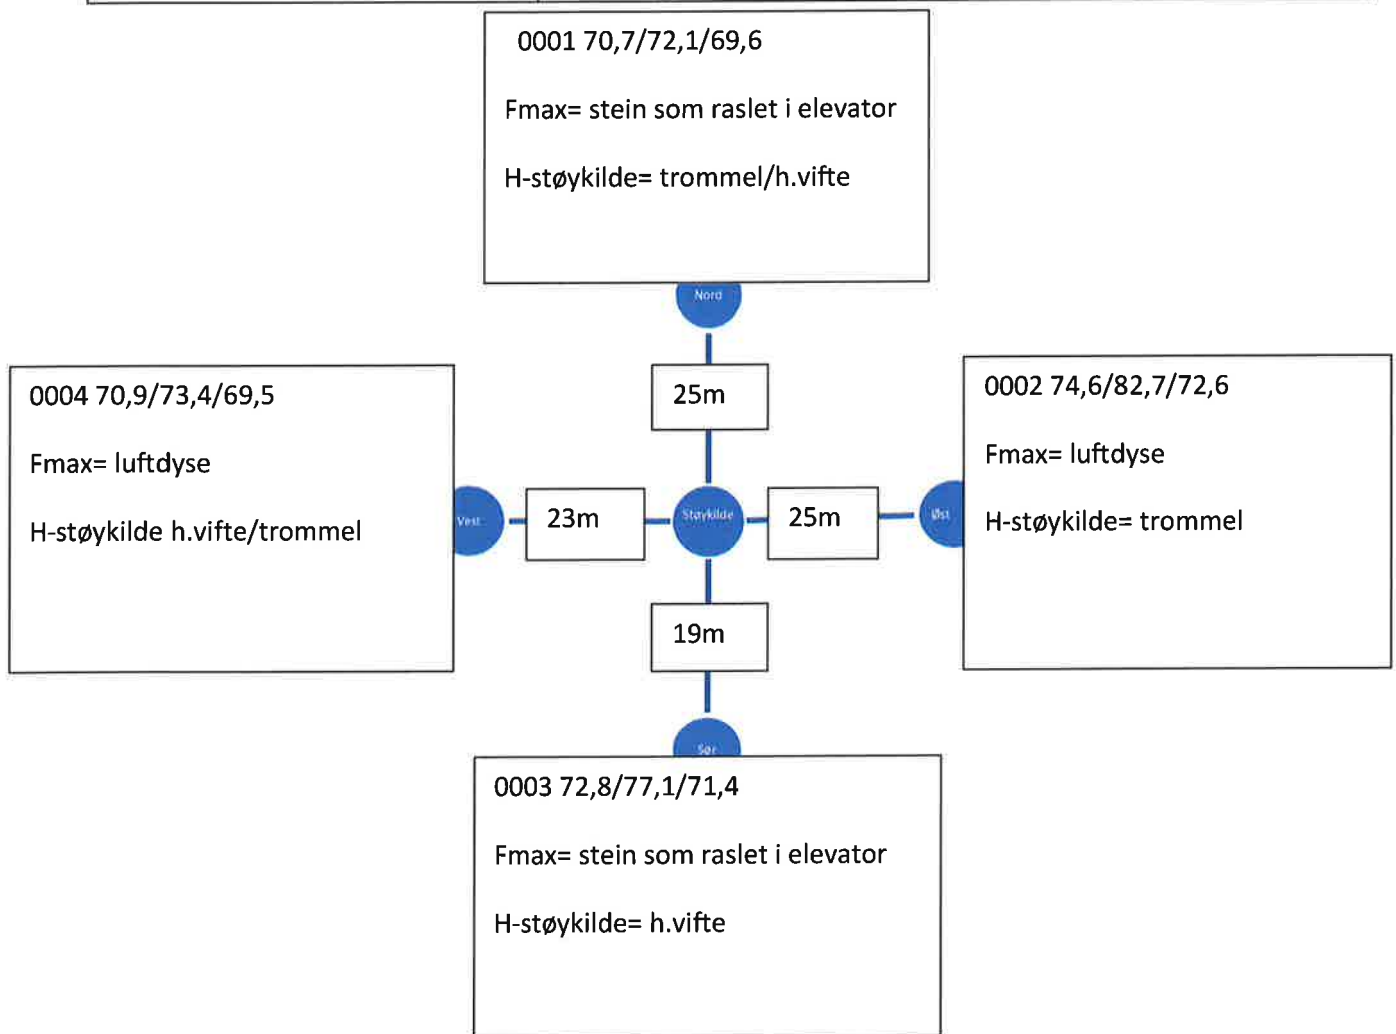 0001 70,7/72,1/69,6
Fmax= stein som raslet i elevator
H-støykilde= trommel/h.vifte
Nord
25m
0004 70,9/73,4/69,5
Fmax= luftdyse
H-støykilde h.vifte/trommel
Vest
23m
Støykilde
25m
Øst
0002 74,6/82,7/72,6
Fmax= luftdyse
H-støykilde= trommel
19m
Sør
0003 72,8/77,1/71,4
Fmax= stein som raslet i elevator
H-støykilde= h.vifte